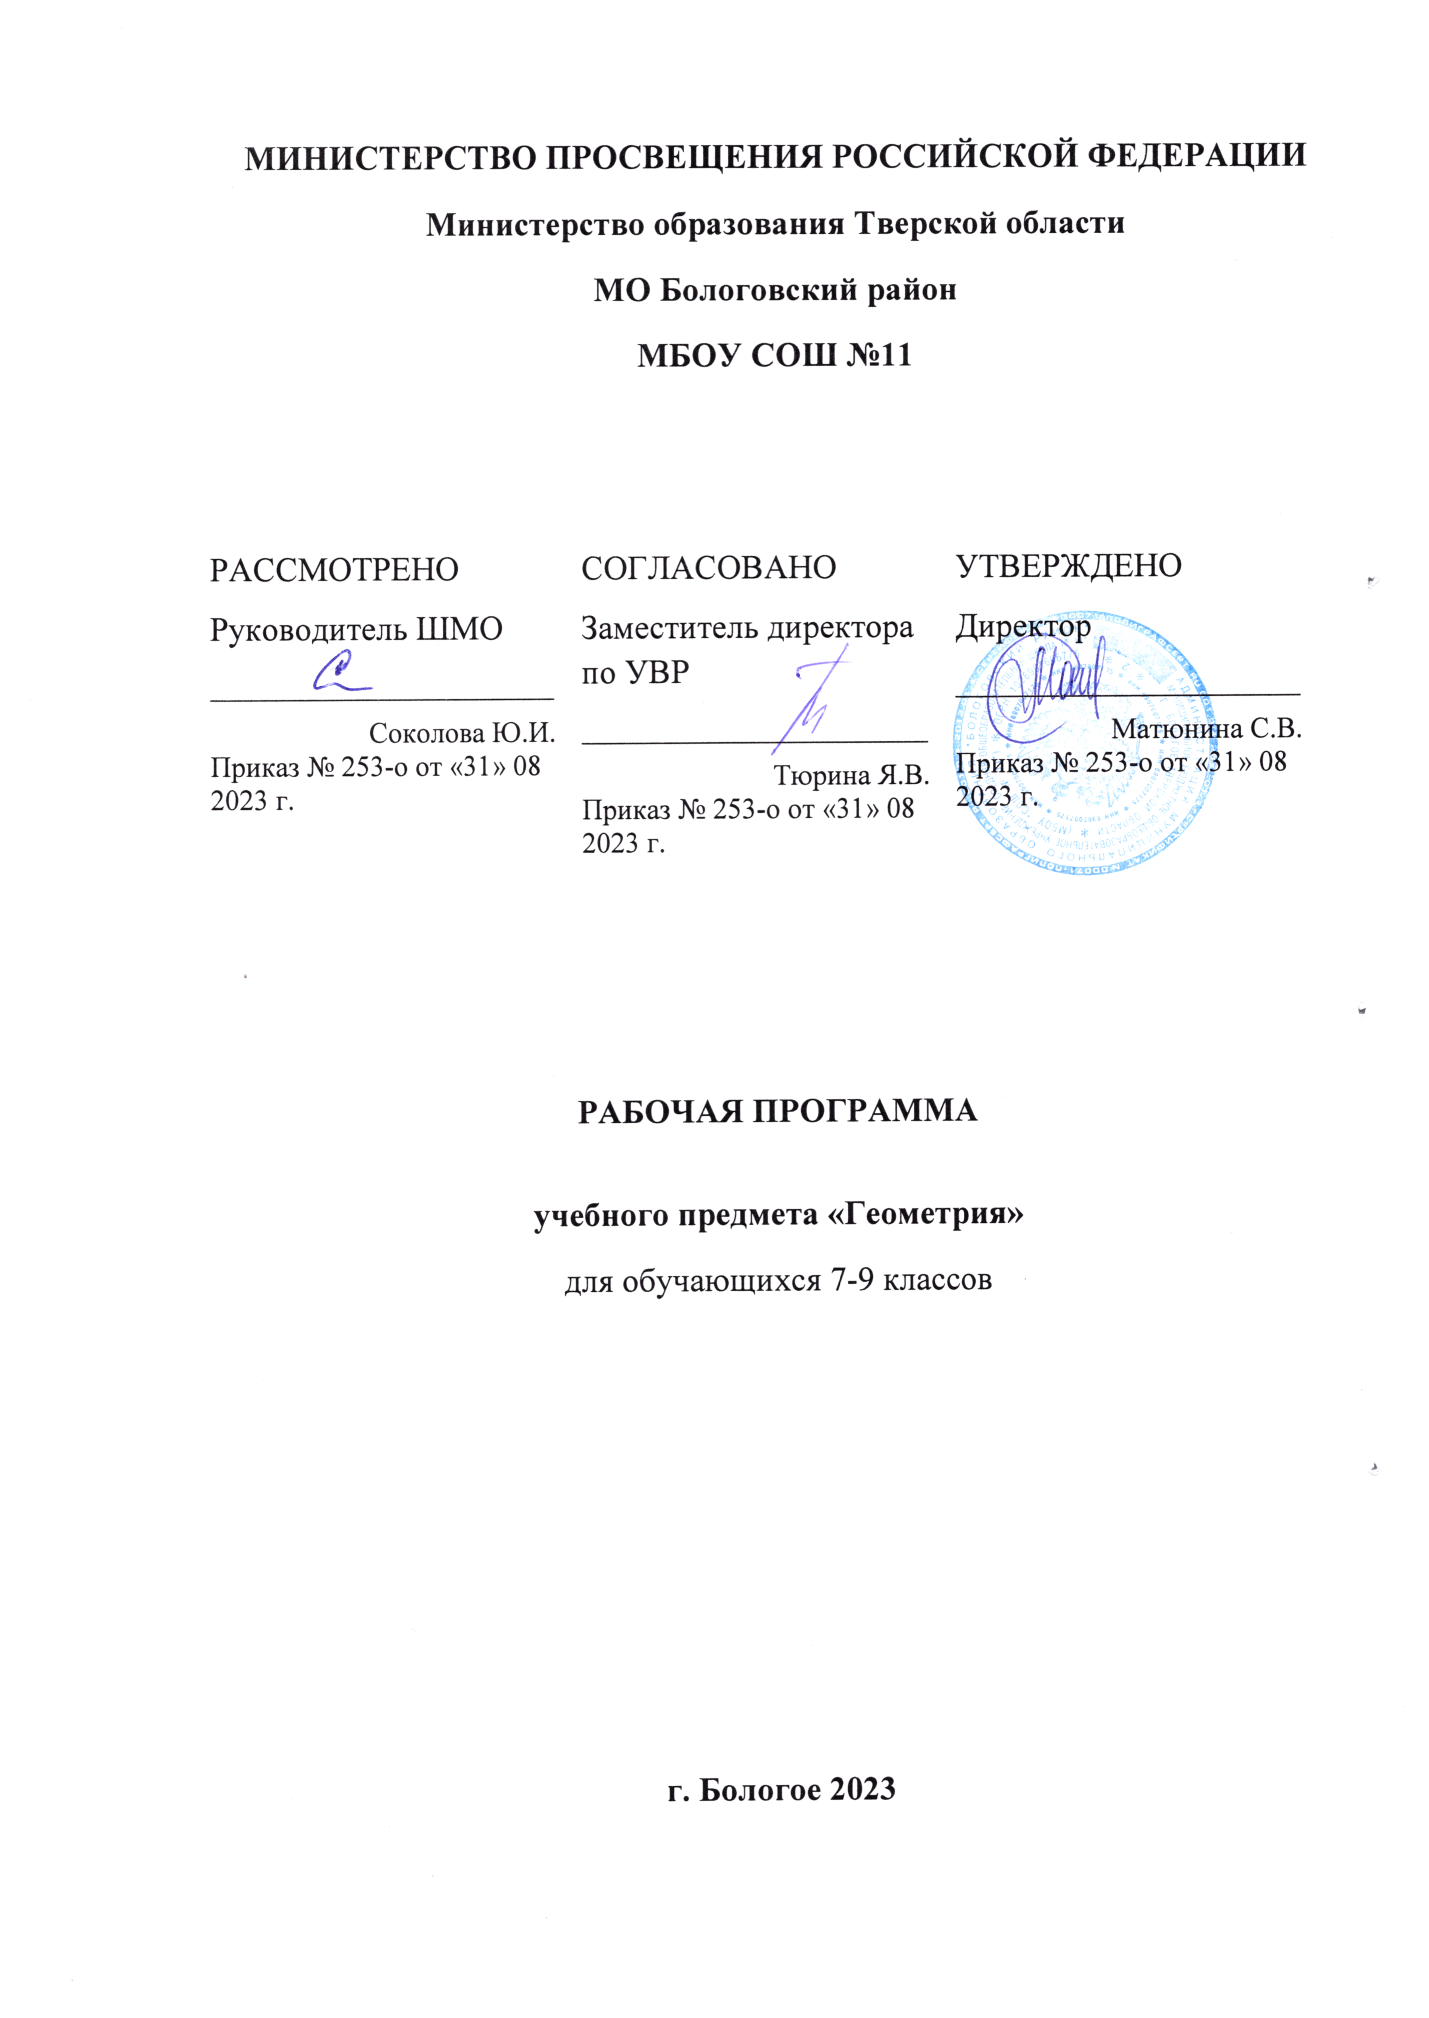 МИНИСТЕРСТВО ПРОСВЕЩЕНИЯ РОССИЙСКОЙ ФЕДЕРАЦИИ
Министерство образования Тверской области
МО Бологовский район
МБОУ СОШ №11
РАССМОТРЕНО
Руководитель ШМО
Соколова Ю.И.
Приказ № 253-о от «31» 08
2023 г.
СОГЛАСОВАНО
Заместитель директора
по УВР
Тюрина Я.В.
Приказ № 253-о от «31» 08
2023 г.
УТВЕРЖДЕНО
Директор
Матюнина С.В.
Приказ № 253-о от «31» 08
2023 г.
РАБОЧАЯ ПРОГРАММА
учебного предмета «Геометрия»
для обучающихся 7-9 классов
г. Бологое 2023